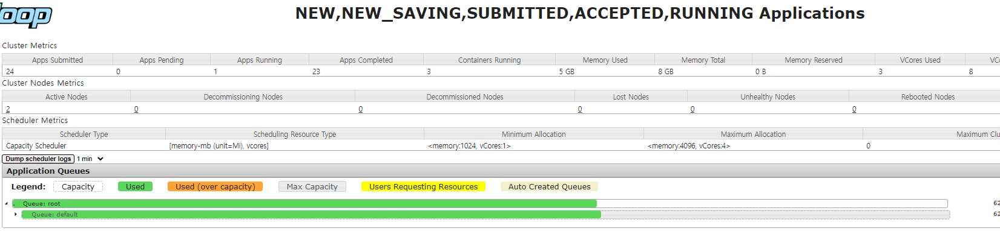 NEW,NEW_SAVING,SUBMITTED,ACCEPTED,RUNNING Applications
Cluster Metrics
Apps Submitted Apps Pending Apps Running Apps Completed Containers Running Memory Used Memory Total Memory Reserved VCores Used
24 0 1 23 3 5 GB 8 GB 0 B 3 8
Cluster Nodes Metrics
Active Nodes Decommissioning Nodes Decommissioned Nodes Lost Nodes Unhealthy Nodes Rebooted Nodes
2 0 0 0 0 0
Scheduler Metrics
Scheduler Type Scheduling Resource Type Minimum Allocation Maximum Allocation Maximum Clu
Capacity Scheduler [memory-mb (unit=Mi), vcores] <memory:1024, vCores:1> <memory:4096, vCores:4> 0
Dump scheduler logs 1 min
Application Queues
Legend: Capacity Used Used (over capacity) Max Capacity Users Requesting Resources Auto Created Queues
Queue: root 62
Queue: default 62